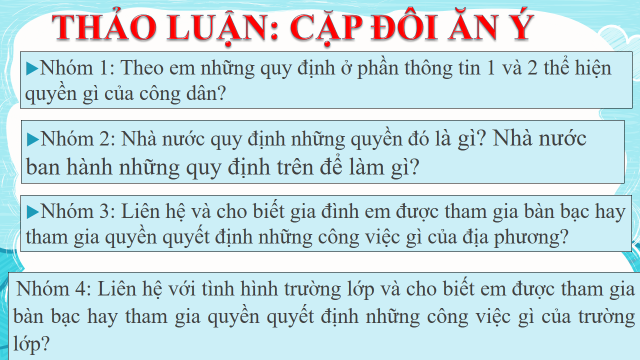 THẢO LUẬN: CẶP ĐÔI ĂN Ý
▶Nhóm 1: Theo em những quy định ở phần thông tin 1 và 2 thể hiện
quyền gì của công dân?
▶Nhóm 2: Nhà nước quy định những quyền đó là gì? Nhà nước
ban hành những quy định trên để làm gì?
▶Nhóm 3: Liên hệ và cho biết gia đình em được tham gia bàn bạc hay
tham gia quyền quyết định những công việc gì của địa phương?
Nhóm 4: Liên hệ với tình hình trường lớp và cho biết em được tham gia
bàn bạc hay tham gia quyền quyết định những công việc gì của trường
lớp?